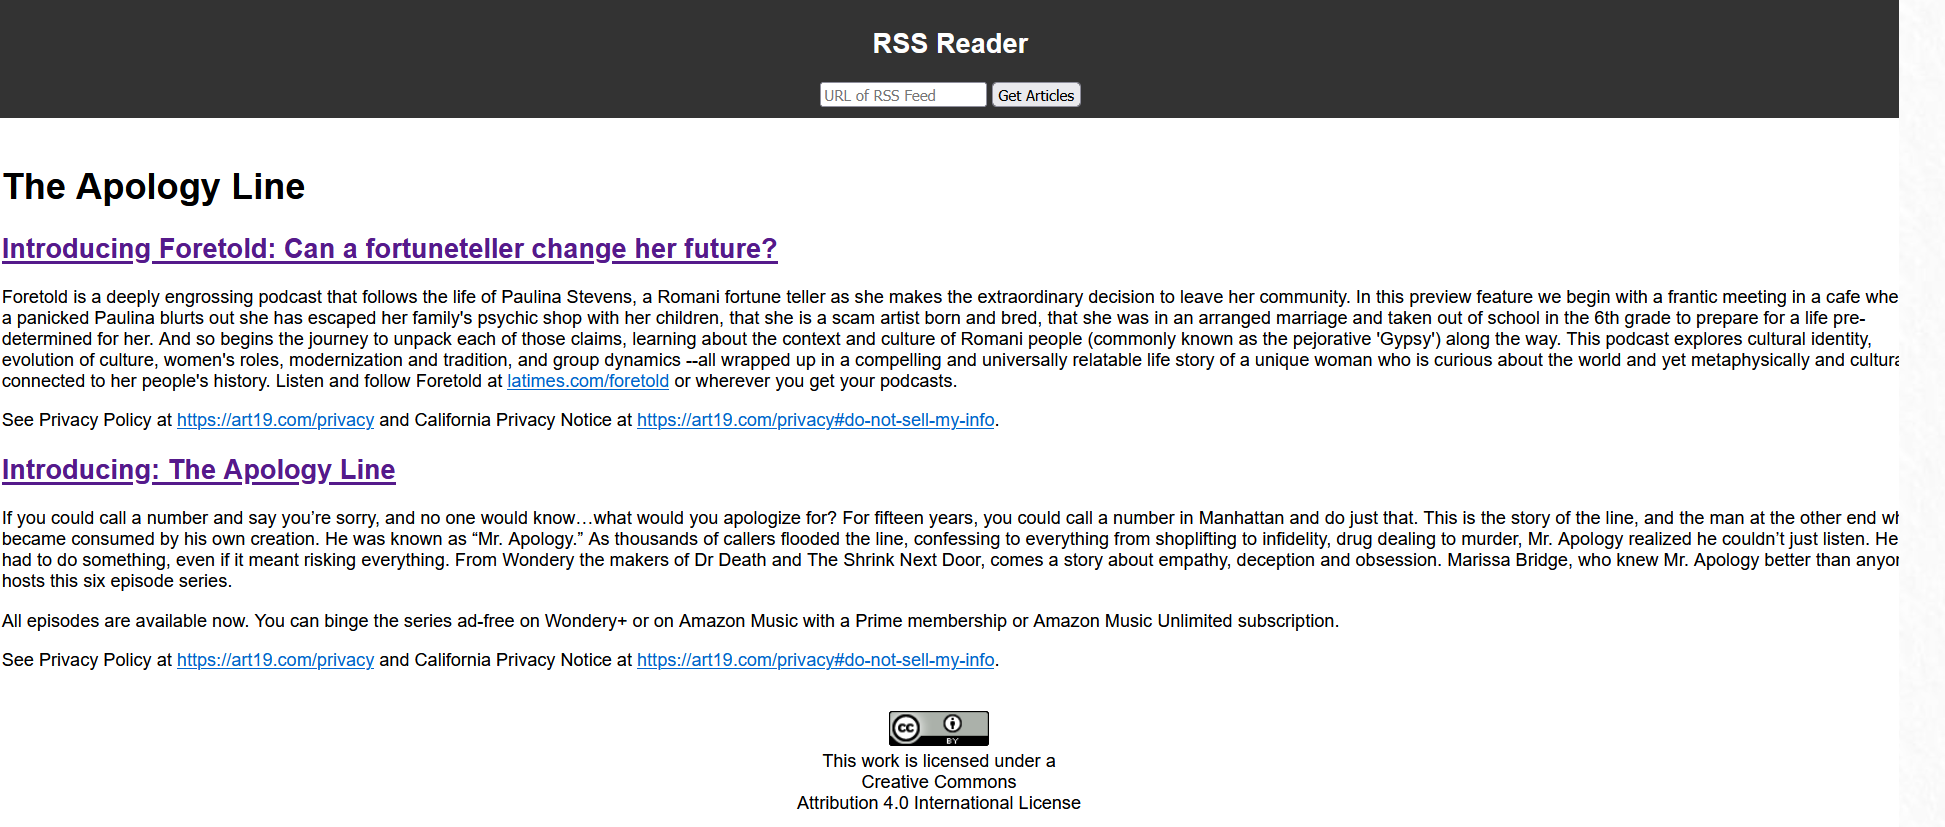 RSS Reader
URL of RSS Feed
Get Articles
The Apology Line
Introducing Foretold: Can a fortuneteller change her future?
Foretold is a deeply engrossing podcast that follows the life of Paulina Stevens, a Romani fortune teller as she makes the extraordinary decision to leave her community. In this preview feature we begin with a frantic meeting in a cafe whe
a panicked Paulina blurts out she has escaped her family's psychic shop with her children, that she is a scam artist born and bred, that she was in an arranged marriage and taken out of school in the 6th grade to prepare for a life pre-
determined for her. And so begins the journey to unpack each of those claims, learning about the context and culture of Romani people (commonly known as the pejorative 'Gypsy') along the way. This podcast explores cultural identity,
evolution of culture, women's roles, modernization and tradition, and group dynamics --all wrapped up in a compelling and universally relatable life story of a unique woman who is curious about the world and yet metaphysically and cultura
connected to her people's history. Listen and follow Foretold at latimes.com/foretold or wherever you get your podcasts.
See Privacy Policy at https://art19.com/privacy and California Privacy Notice at https://art19.com/privacy#do-not-sell-my-info.
Introducing: The Apology Line
If you could call a number and say you’re sorry, and no one would know…what would you apologize for? For fifteen years, you could call a number in Manhattan and do just that. This is the story of the line, and the man at the other end wh
became consumed by his own creation. He was known as “Mr. Apology.” As thousands of callers flooded the line, confessing to everything from shoplifting to infidelity, drug dealing to murder, Mr. Apology realized he couldn’t just listen. He
had to do something, even if it meant risking everything. From Wondery the makers of Dr Death and The Shrink Next Door, comes a story about empathy, deception and obsession. Marissa Bridge, who knew Mr. Apology better than anyo
hosts this six episode series.
All episodes are available now. You can binge the series ad-free on Wondery+ or on Amazon Music with a Prime membership or Amazon Music Unlimited subscription.
See Privacy Policy at https://art19.com/privacy and California Privacy Notice at https://art19.com/privacy#do-not-sell-my-info.
cc BY
This work is licensed under a
Creative Commons
Attribution 4.0 International License